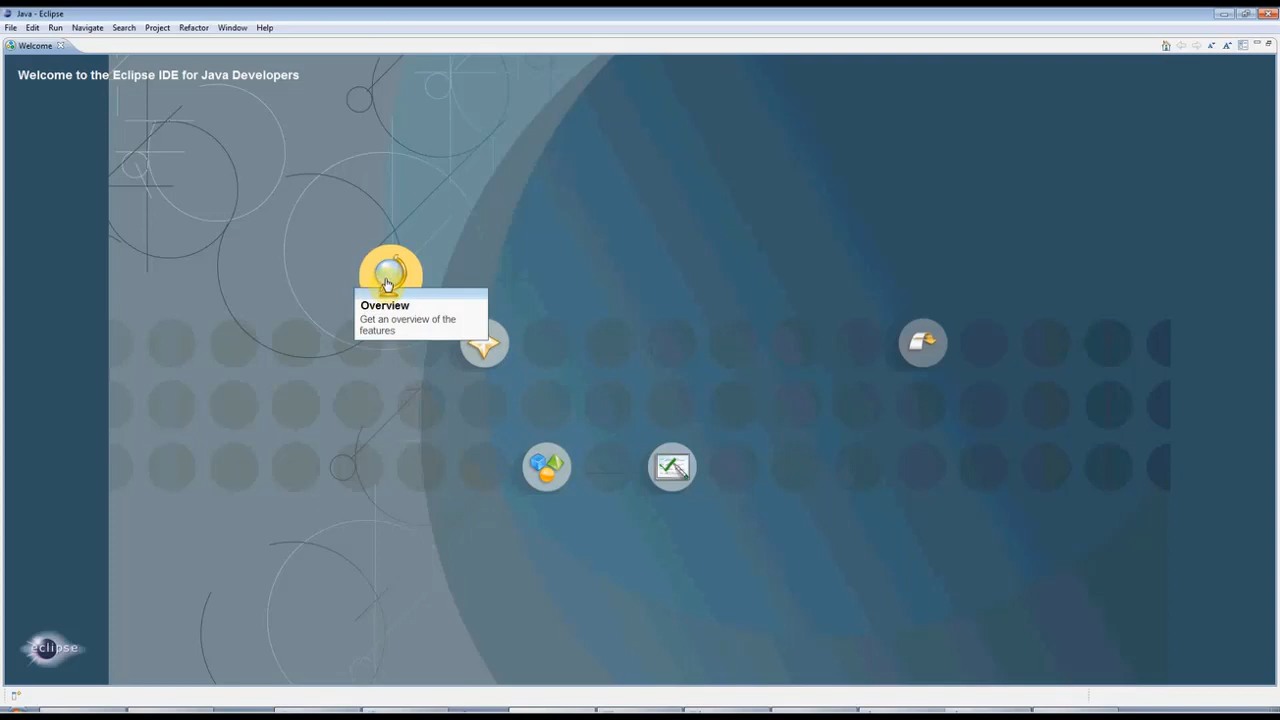 Java - Eclipse
File Edit Run Navigate Search Project Refactor Window Help
Welcome
Welcome to the Eclipse IDE for Java Developers
Overview
Get an overview of the
features
eclipse